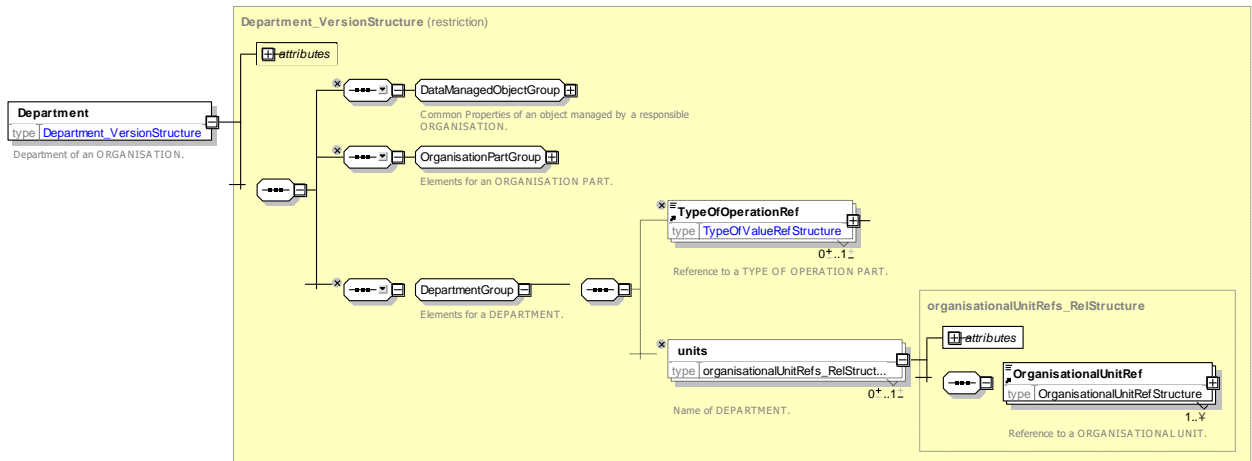 Department_VersionStructure (restriction)
attributes
DataManagedObjectGroup
Common Properties of an object managed by a responsible
ORGANISATION.
Department
type Department_VersionStructure
Department of an ORGANISATION.
OrganisationPartGroup
Elements for an ORGANISATION PART.
TypeOfOperationRef
type TypeOfValueRefStructure
0..1
Reference to a TYPE OF OPERATION PART.
DepartmentGroup
Elements for a DEPARTMENT.
organisationalUnitRefs_RelStructure
attributes
units
type organisationalUnitRefs_RelStruct...
0..1
Name of DEPARTMENT.
OrganisationalUnitRef
type OrganisationalUnitRefStructure
1..¥
Reference to a ORGANISATIONAL UNIT.